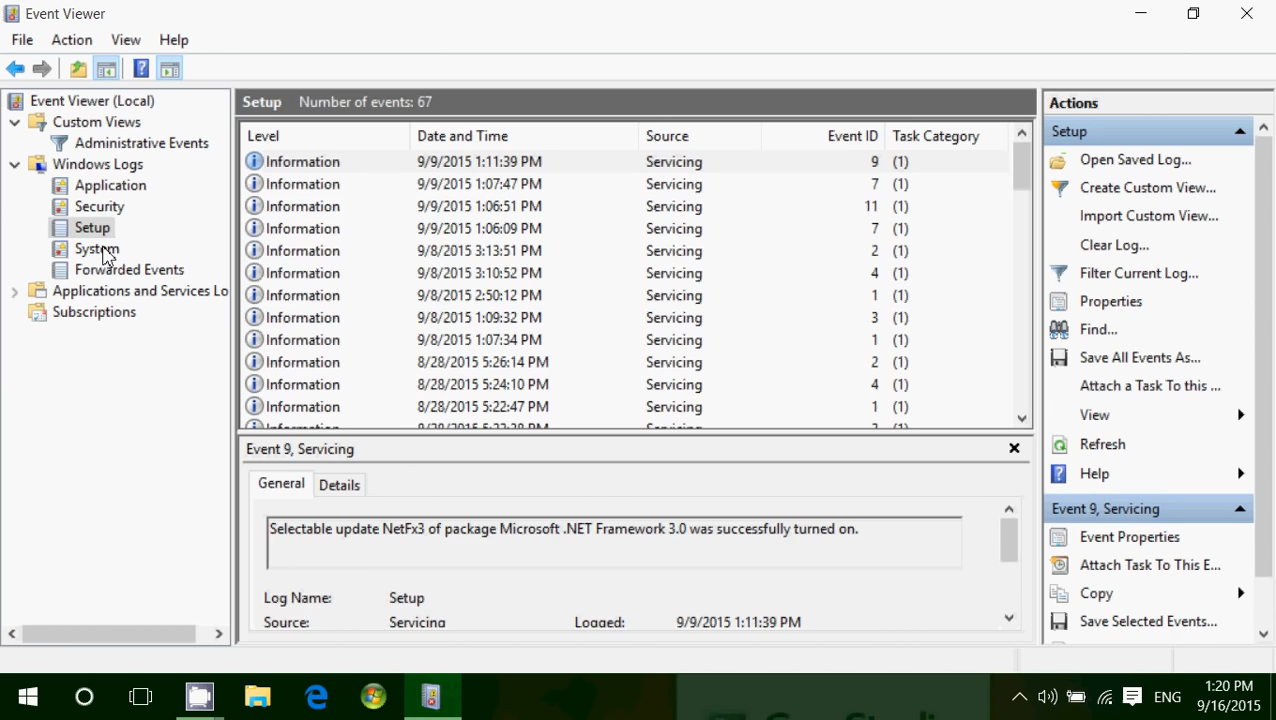 Event Viewer
File Action View Help
Event Viewer (Local)
Custom Views
Administrative Events
Windows Logs
Application
Security
Setup
System
Forwarded Events
Applications and Services Lo
Subscriptions
Setup Number of events: 67
Level Date and Time Source Event ID Task Category
Information 9/9/2015 1:11:39 PM Servicing 9 (1)
Information 9/9/2015 1:07:47 PM Servicing 7 (1)
Information 9/9/2015 1:06:51 PM Servicing 11 (1)
Information 9/9/2015 1:06:09 PM Servicing 7 (1)
Information 9/8/2015 3:13:51 PM Servicing 2 (1)
Information 9/8/2015 3:10:52 PM Servicing 4 (1)
Information 9/8/2015 2:50:12 PM Servicing 1 (1)
Information 9/8/2015 1:09:32 PM Servicing 3 (1)
Information 9/8/2015 1:07:34 PM Servicing 1 (1)
Information 8/28/2015 5:26:14 PM Servicing 2 (1)
Information 8/28/2015 5:24:10 PM Servicing 4 (1)
Information 8/28/2015 5:22:47 PM Servicing 1 (1)
Event 9, Servicing
General Details
Selectable update NetFx3 of package Microsoft .NET Framework 3.0 was successfully turned on.
Log Name: Setup
Source: Servicing Logged: 9/9/2015 1:11:39 PM
Actions
Setup
Open Saved Log...
Create Custom View...
Import Custom View...
Clear Log...
Filter Current Log...
Properties
Find...
Save All Events As...
Attach a Task To this ...
View
Refresh
Help
Event 9, Servicing
Event Properties
Attach Task To This E...
Copy
Save Selected Events...
ENG
1:20 PM
9/16/2015